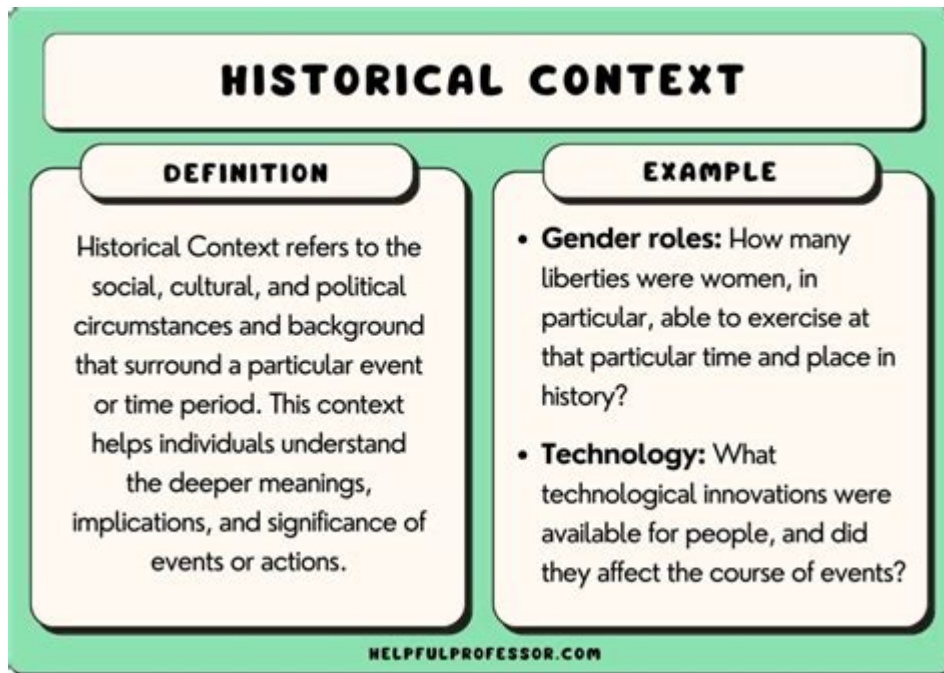 HISTORICAL CONTEXT
DEFINITION
Historical Context refers to the
social, cultural, and political
circumstances and background
that surround a particular event
or time period. This context
helps individuals understand
the deeper meanings,
implications, and significance of
events or actions.
EXAMPLE
• Gender roles: How many
liberties were women, in
particular, able to exercise at
that particular time and place in
history?
• Technology: What
technological innovations were
available for people, and did
they affect the course of events?
HELPFULPROFESSOR.COM